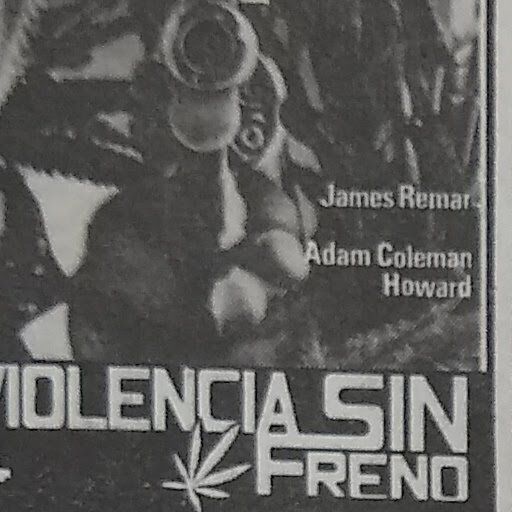 James Remar
Adam Coleman
Howard
VIOLENCIA SIN
FRENO